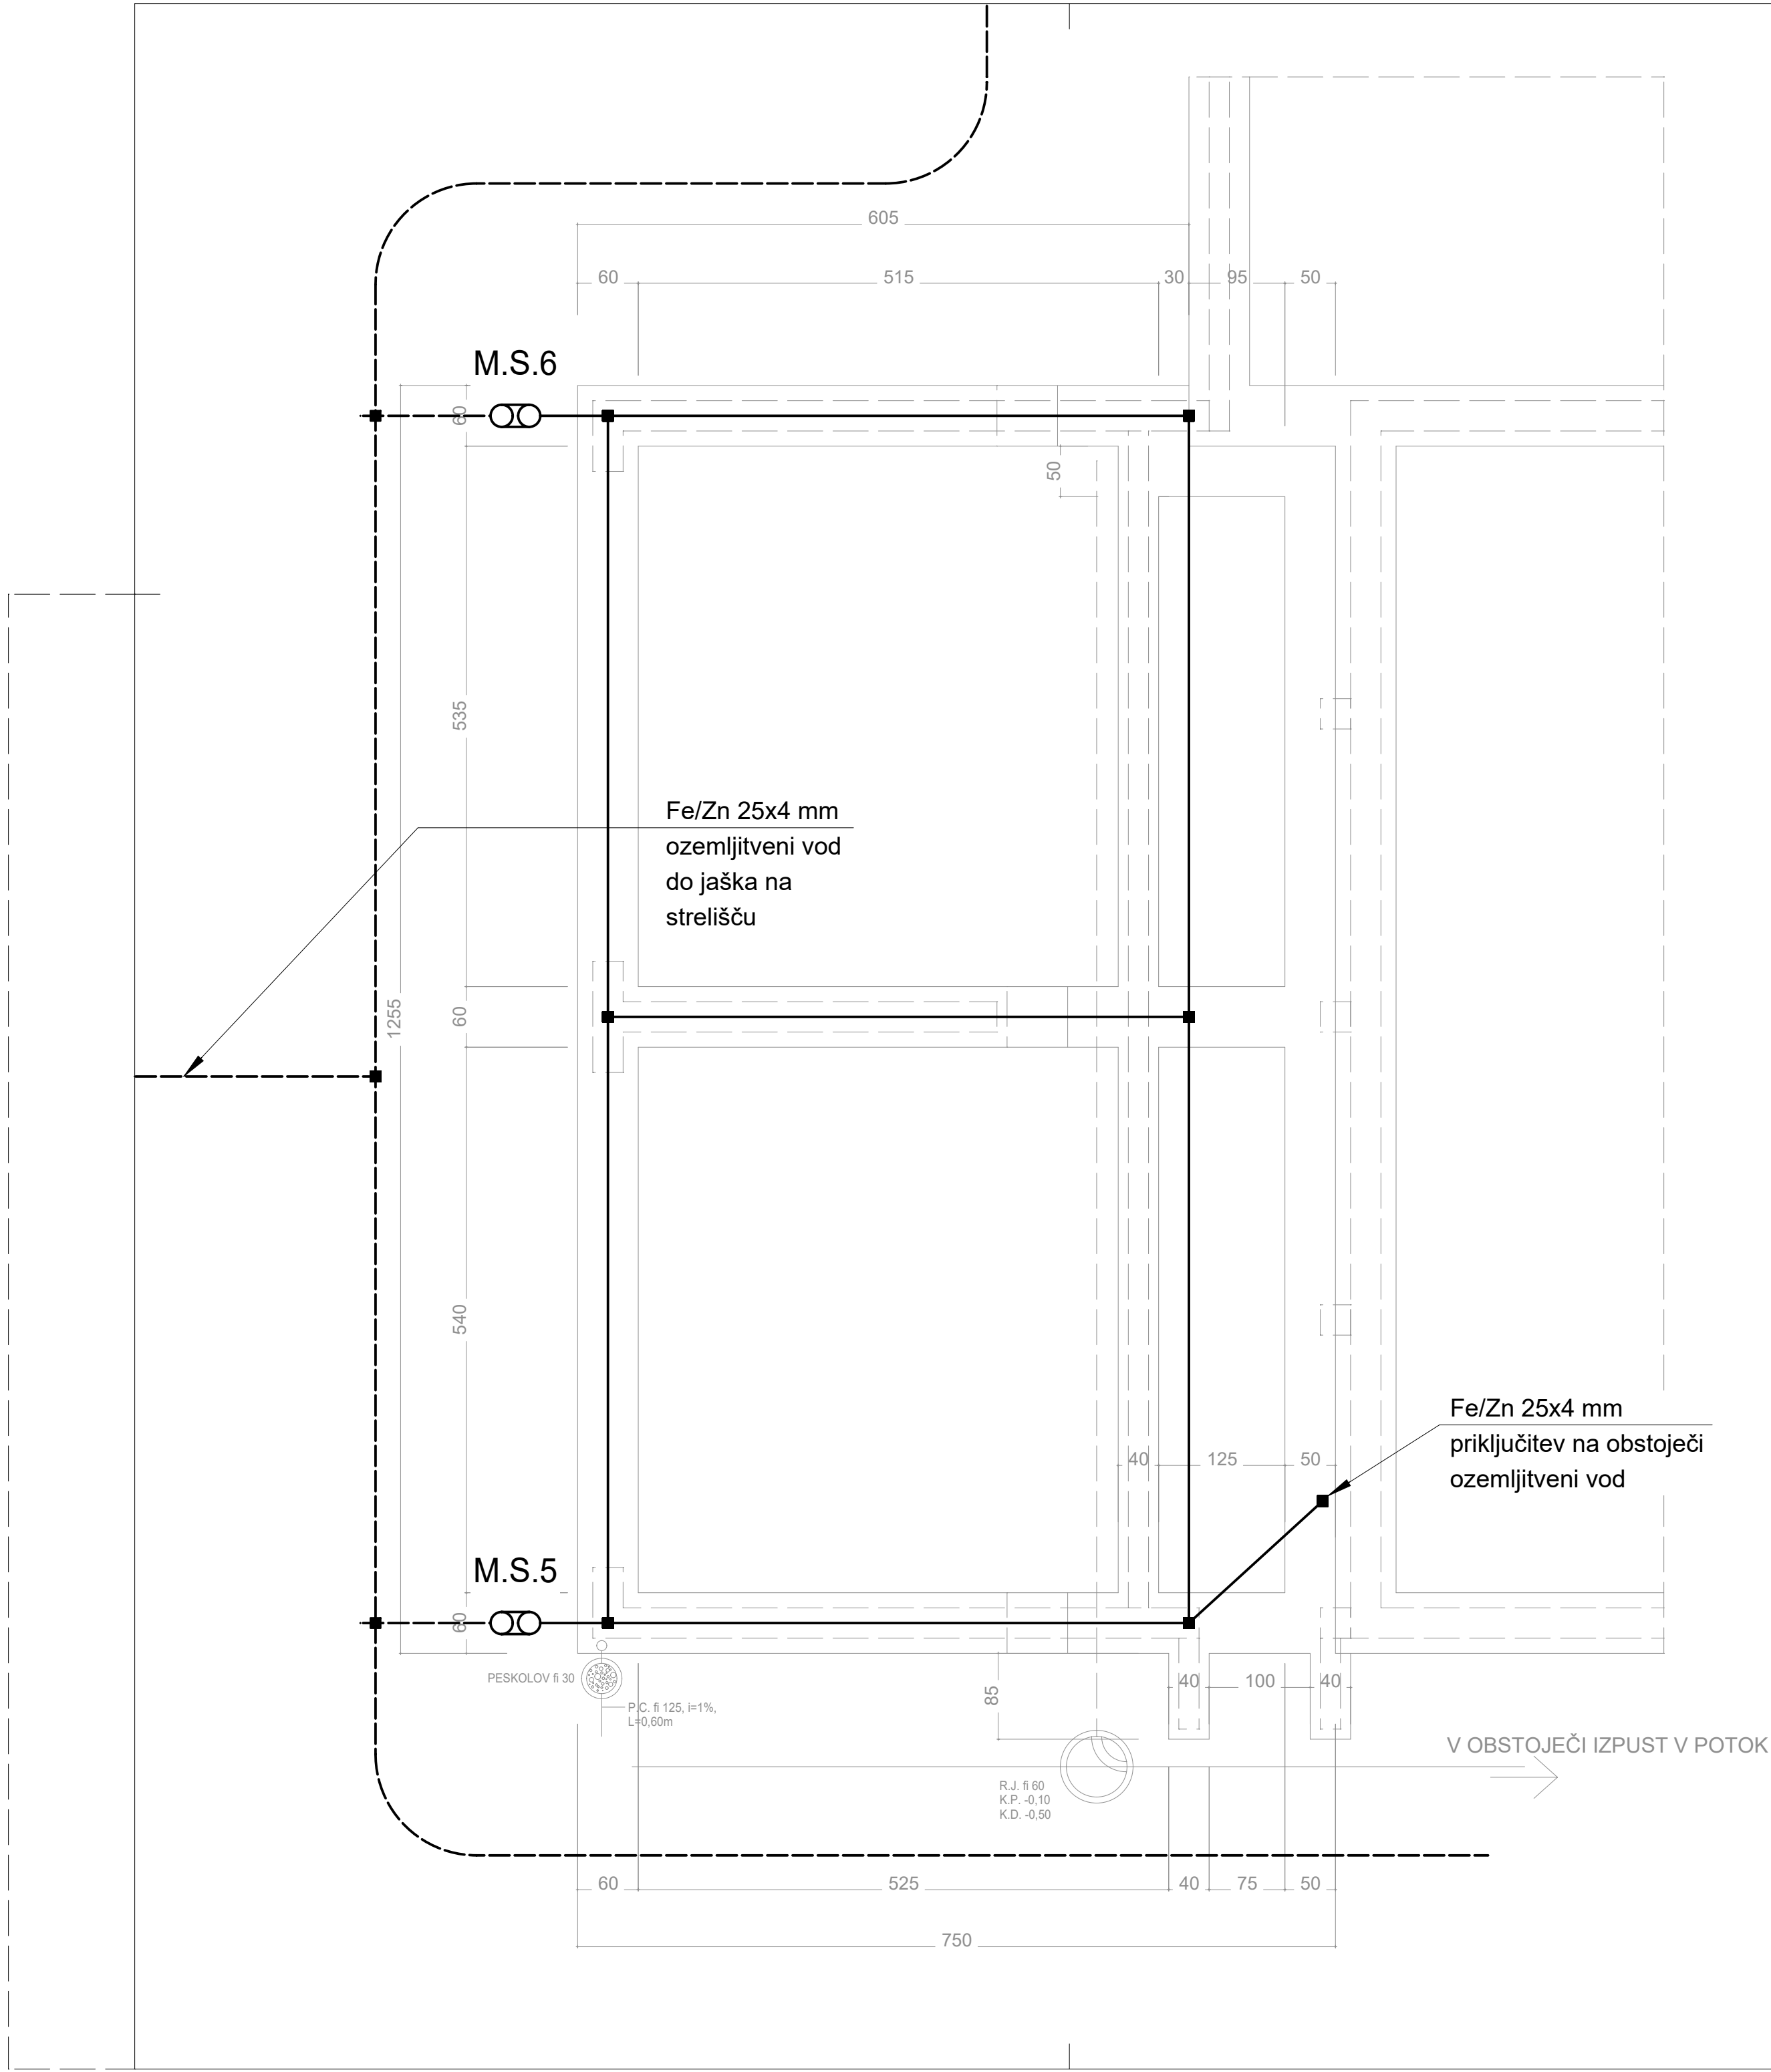 605
60 515 30 95 50
M.S.6
60
50
535
Fe/Zn 25x4 mm
ozemljitveni vod
do jaška na
strelišču
1255
60
540
Fe/Zn 25x4 mm
priključitev na obstoječi
ozemljitveni vod
40 125 50
M.S.5
60
PESKOLOV fi 30
P.C. fi 125, i=1%,
L=0,60m
85
40 100 40
V OBSTOJEČI IZPUST V POTOK
R.J. fi 60
K.P. -0,10
K.D. -0,50
60 525 40 75 50
750